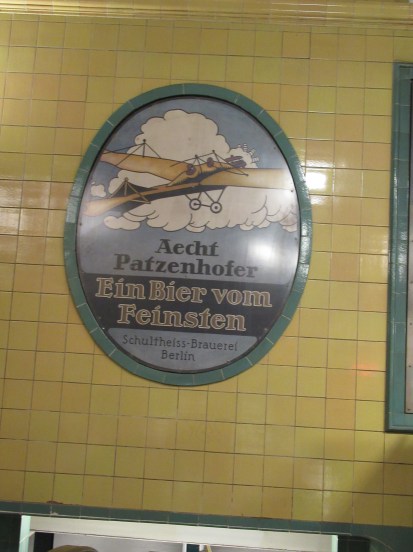 Aecht
Patzenhofer
Ein Bier vom
Feinsten
Schultheiss-Brauerei
Berlin